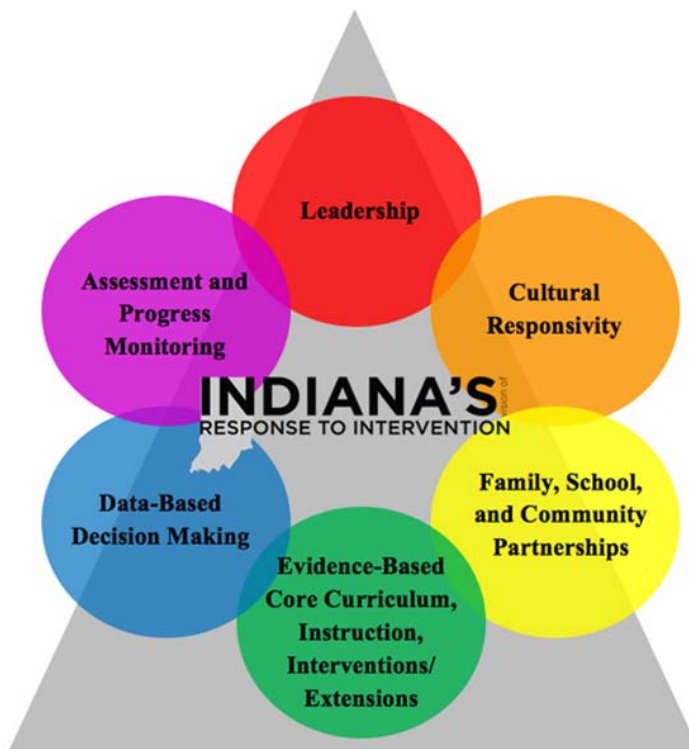 Leadership
Assessment and
Progress
Monitoring
Cultural
Responsivity
INDIANA'S
RESPONSE TO INTERVENTION
Data-Based
Decision Making
Family, School,
and Community
Partnerships
Evidence-Based
Core Curriculum,
Instruction,
Interventions/
Extensions